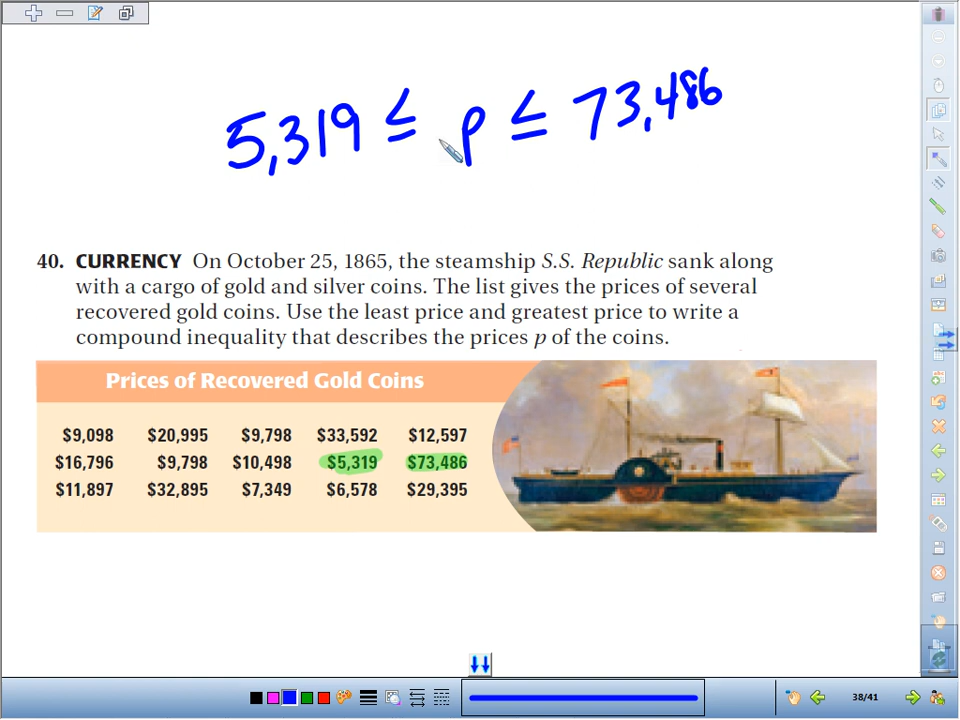 5,319 ≤ p ≤ 73,486
40. CURRENCY On October 25, 1865, the steamship S.S. Republic sank along
with a cargo of gold and silver coins. The list gives the prices of several
recovered gold coins. Use the least price and greatest price to write a
compound inequality that describes the prices p of the coins.
Prices of Recovered Gold Coins
$9,098 $20,995 $9,798 $33,592 $12,597
$16,796 $9,798 $10,498 $5,319 $73,486
$11,897 $32,895 $7,349 $6,578 $29,395
38/41